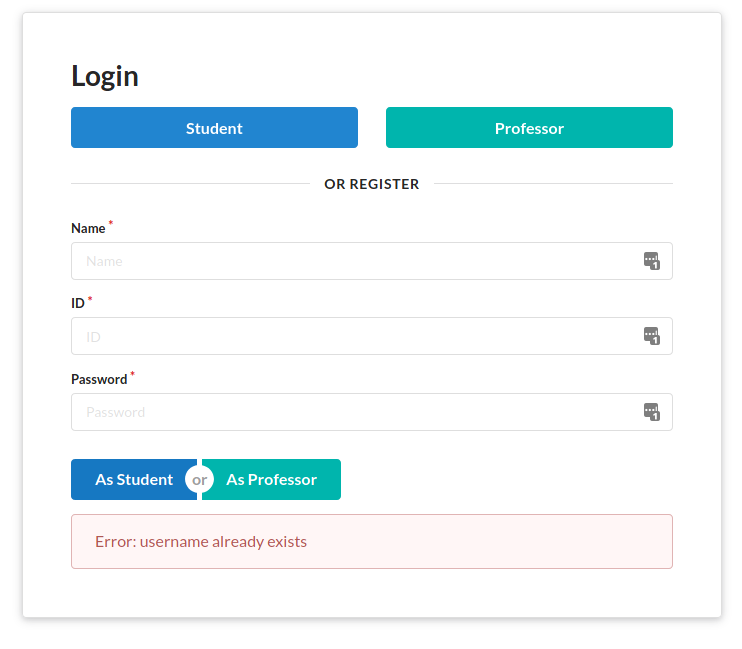 Login
Student
Professor
OR REGISTER
Name *
Name
ID *
ID
Password *
Password
As Student or As Professor
Error: username already exists